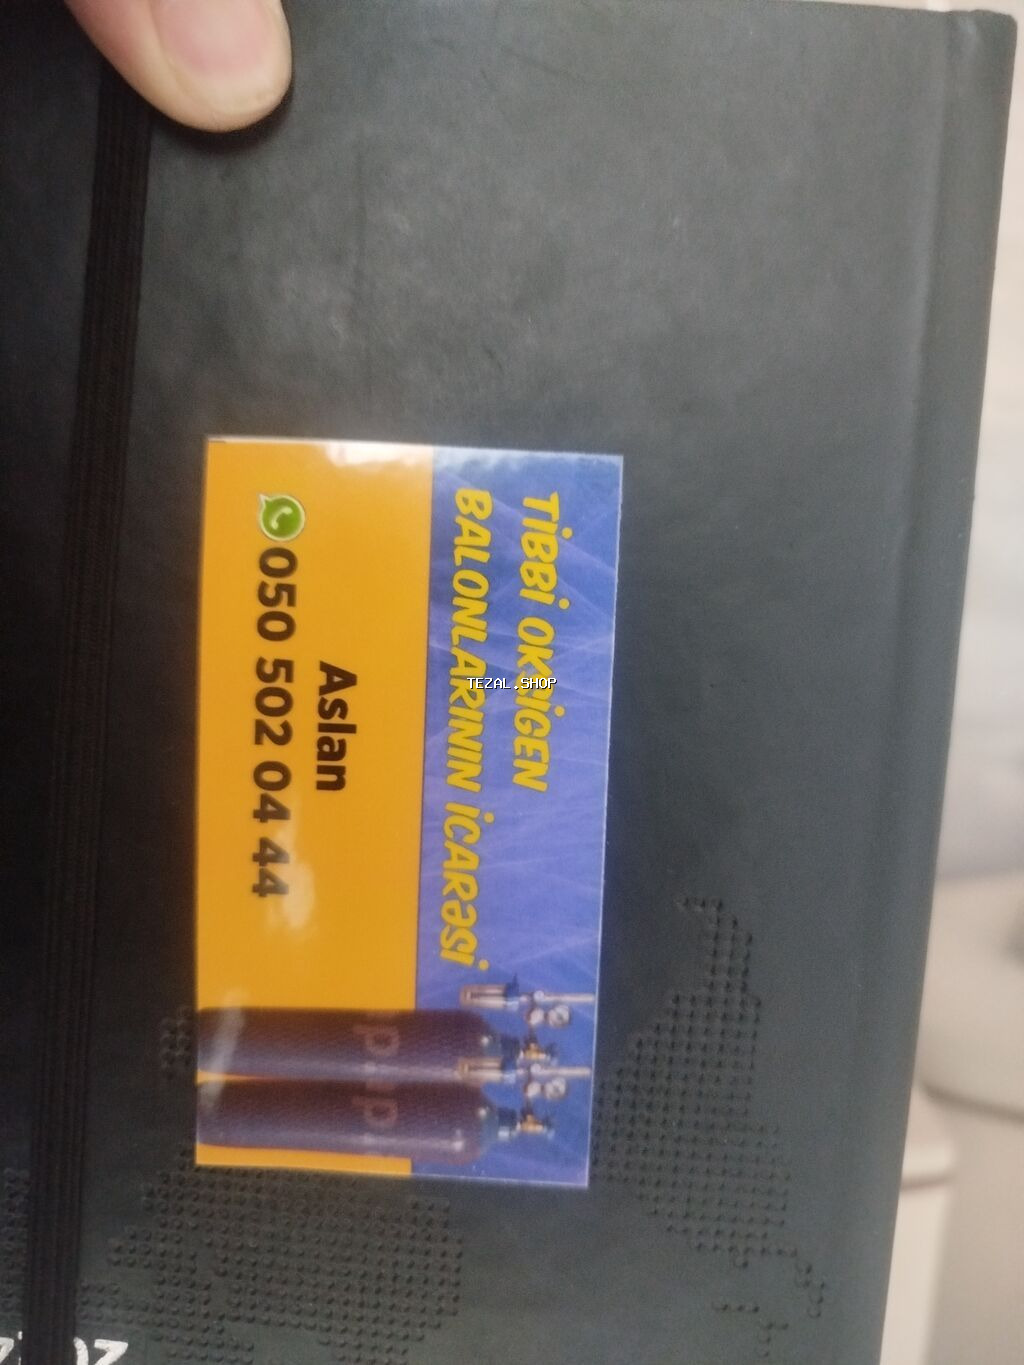 TİBBİ OKSİGEN
BALONLARININ İCARƏSİ
Aslan
050 502 04 44
TEZAL.SHOP